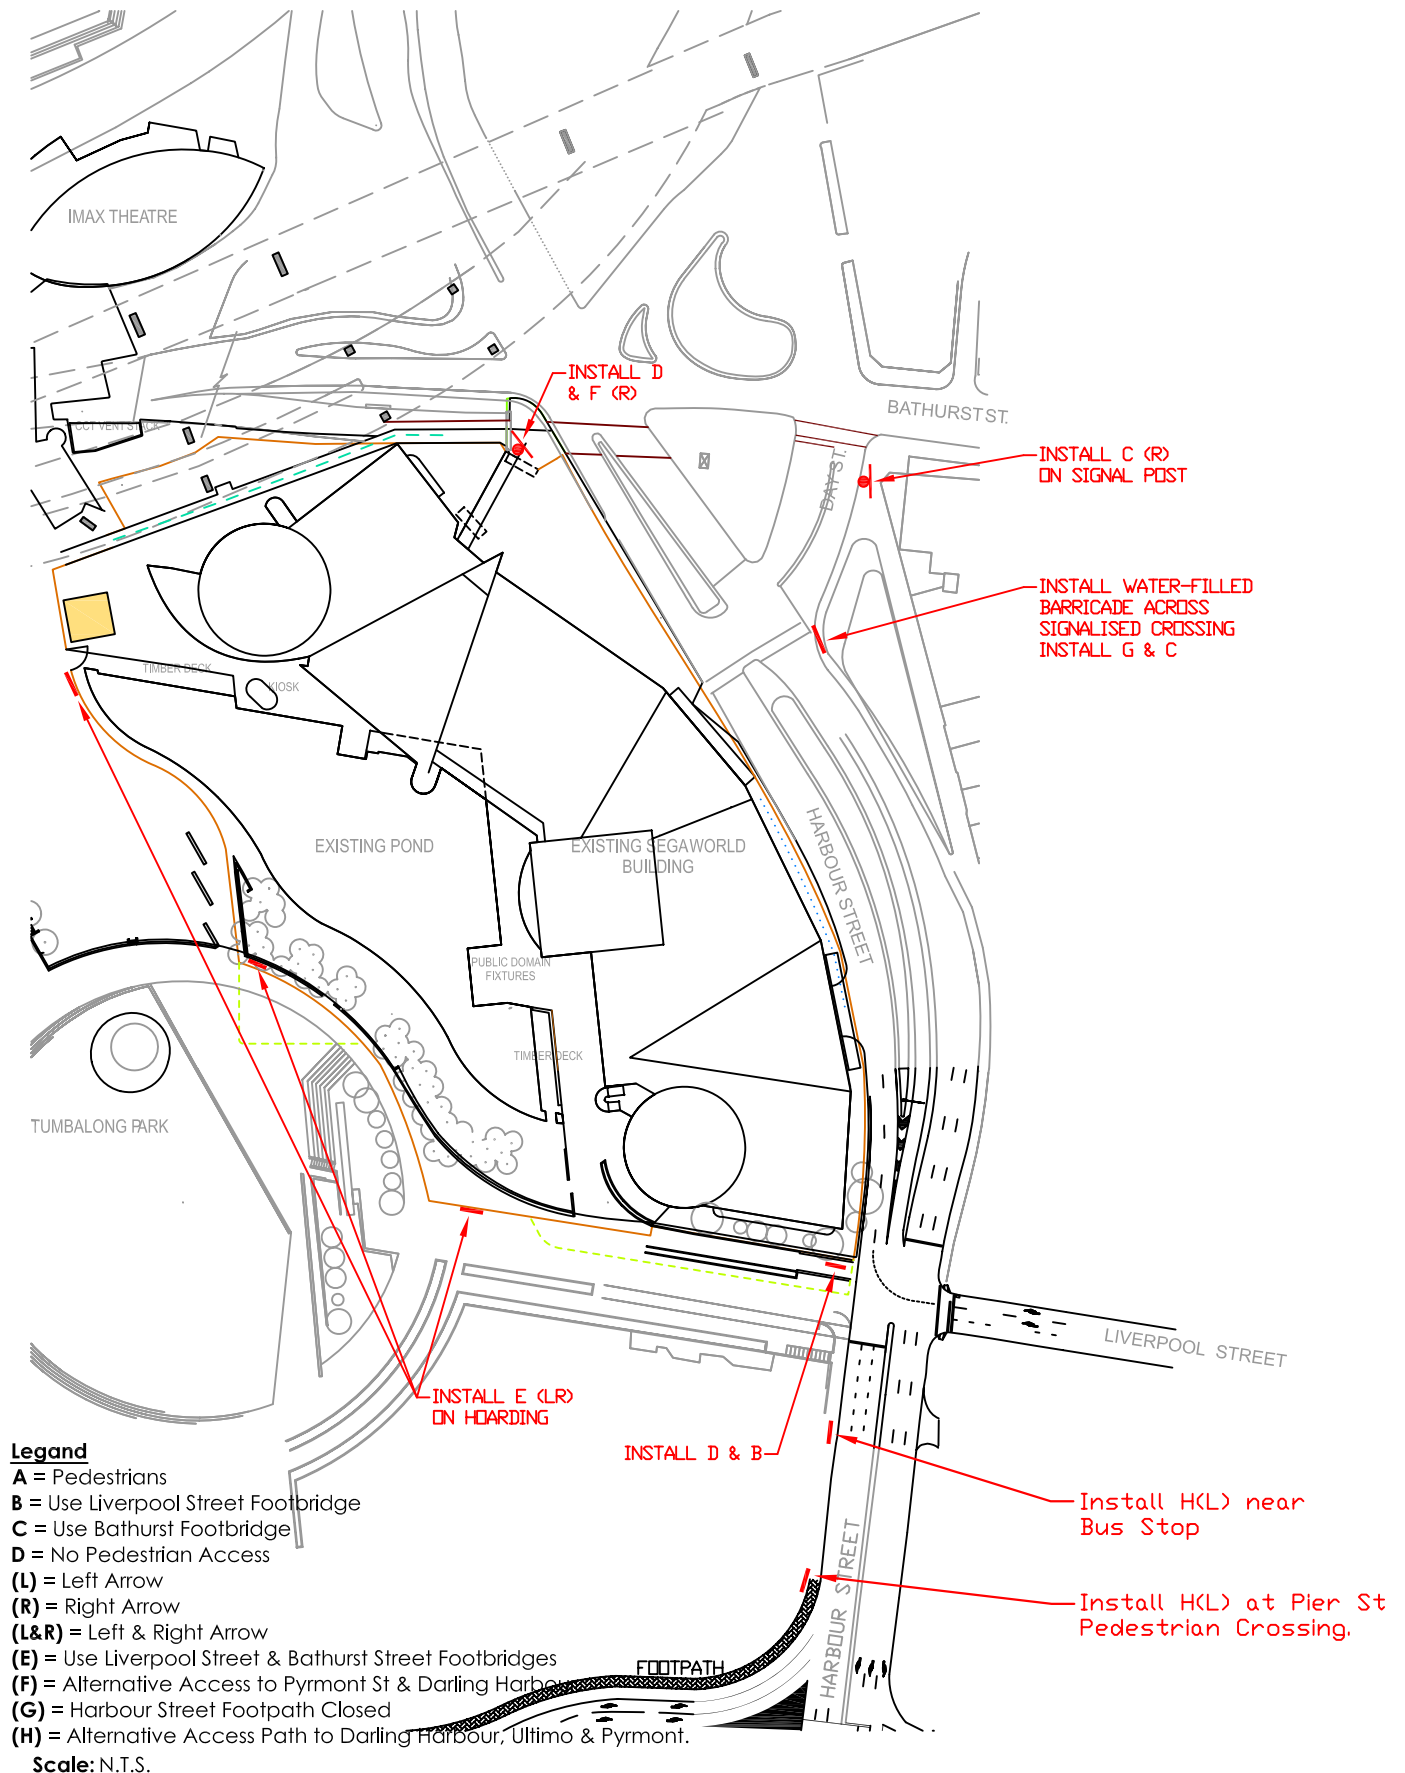 IMAX THEATRE
CCT VENT STACK
INSTALL D
& F (R)
BATHURST ST.
DAY ST.
INSTALL C (R)
ON SIGNAL POST
INSTALL WATER-FILLED
BARRICADE ACROSS
SIGNALISED CROSSING
INSTALL G & C
TIMBER DECK
KIOSK
EXISTING POND
EXISTING SEGAWORLD
BUILDING
HARBOUR STREET
PUBLIC DOMAIN
FIXTURES
TIMBER DECK
TUMBALONG PARK
LIVERPOOL STREET
INSTALL E (LR)
ON HOARDING
INSTALL D & B
Install H(L) near
Bus Stop
Install H(L) at Pier St
Pedestrian Crossing.
HARBOUR STREET
FOOTPATH
Legand
A = Pedestrians
B = Use Liverpool Street Footbridge
C = Use Bathurst Footbridge
D = No Pedestrian Access
(L) = Left Arrow
(R) = Right Arrow
(L&R) = Left & Right Arrow
(E) = Use Liverpool Street & Bathurst Street Footbridges
(F) = Alternative Access to Pyrmont St & Darling Harbour
(G) = Harbour Street Footpath Closed
(H) = Alternative Access Path to Darling Harbour, Ultimo & Pyrmont.
Scale: N.T.S.